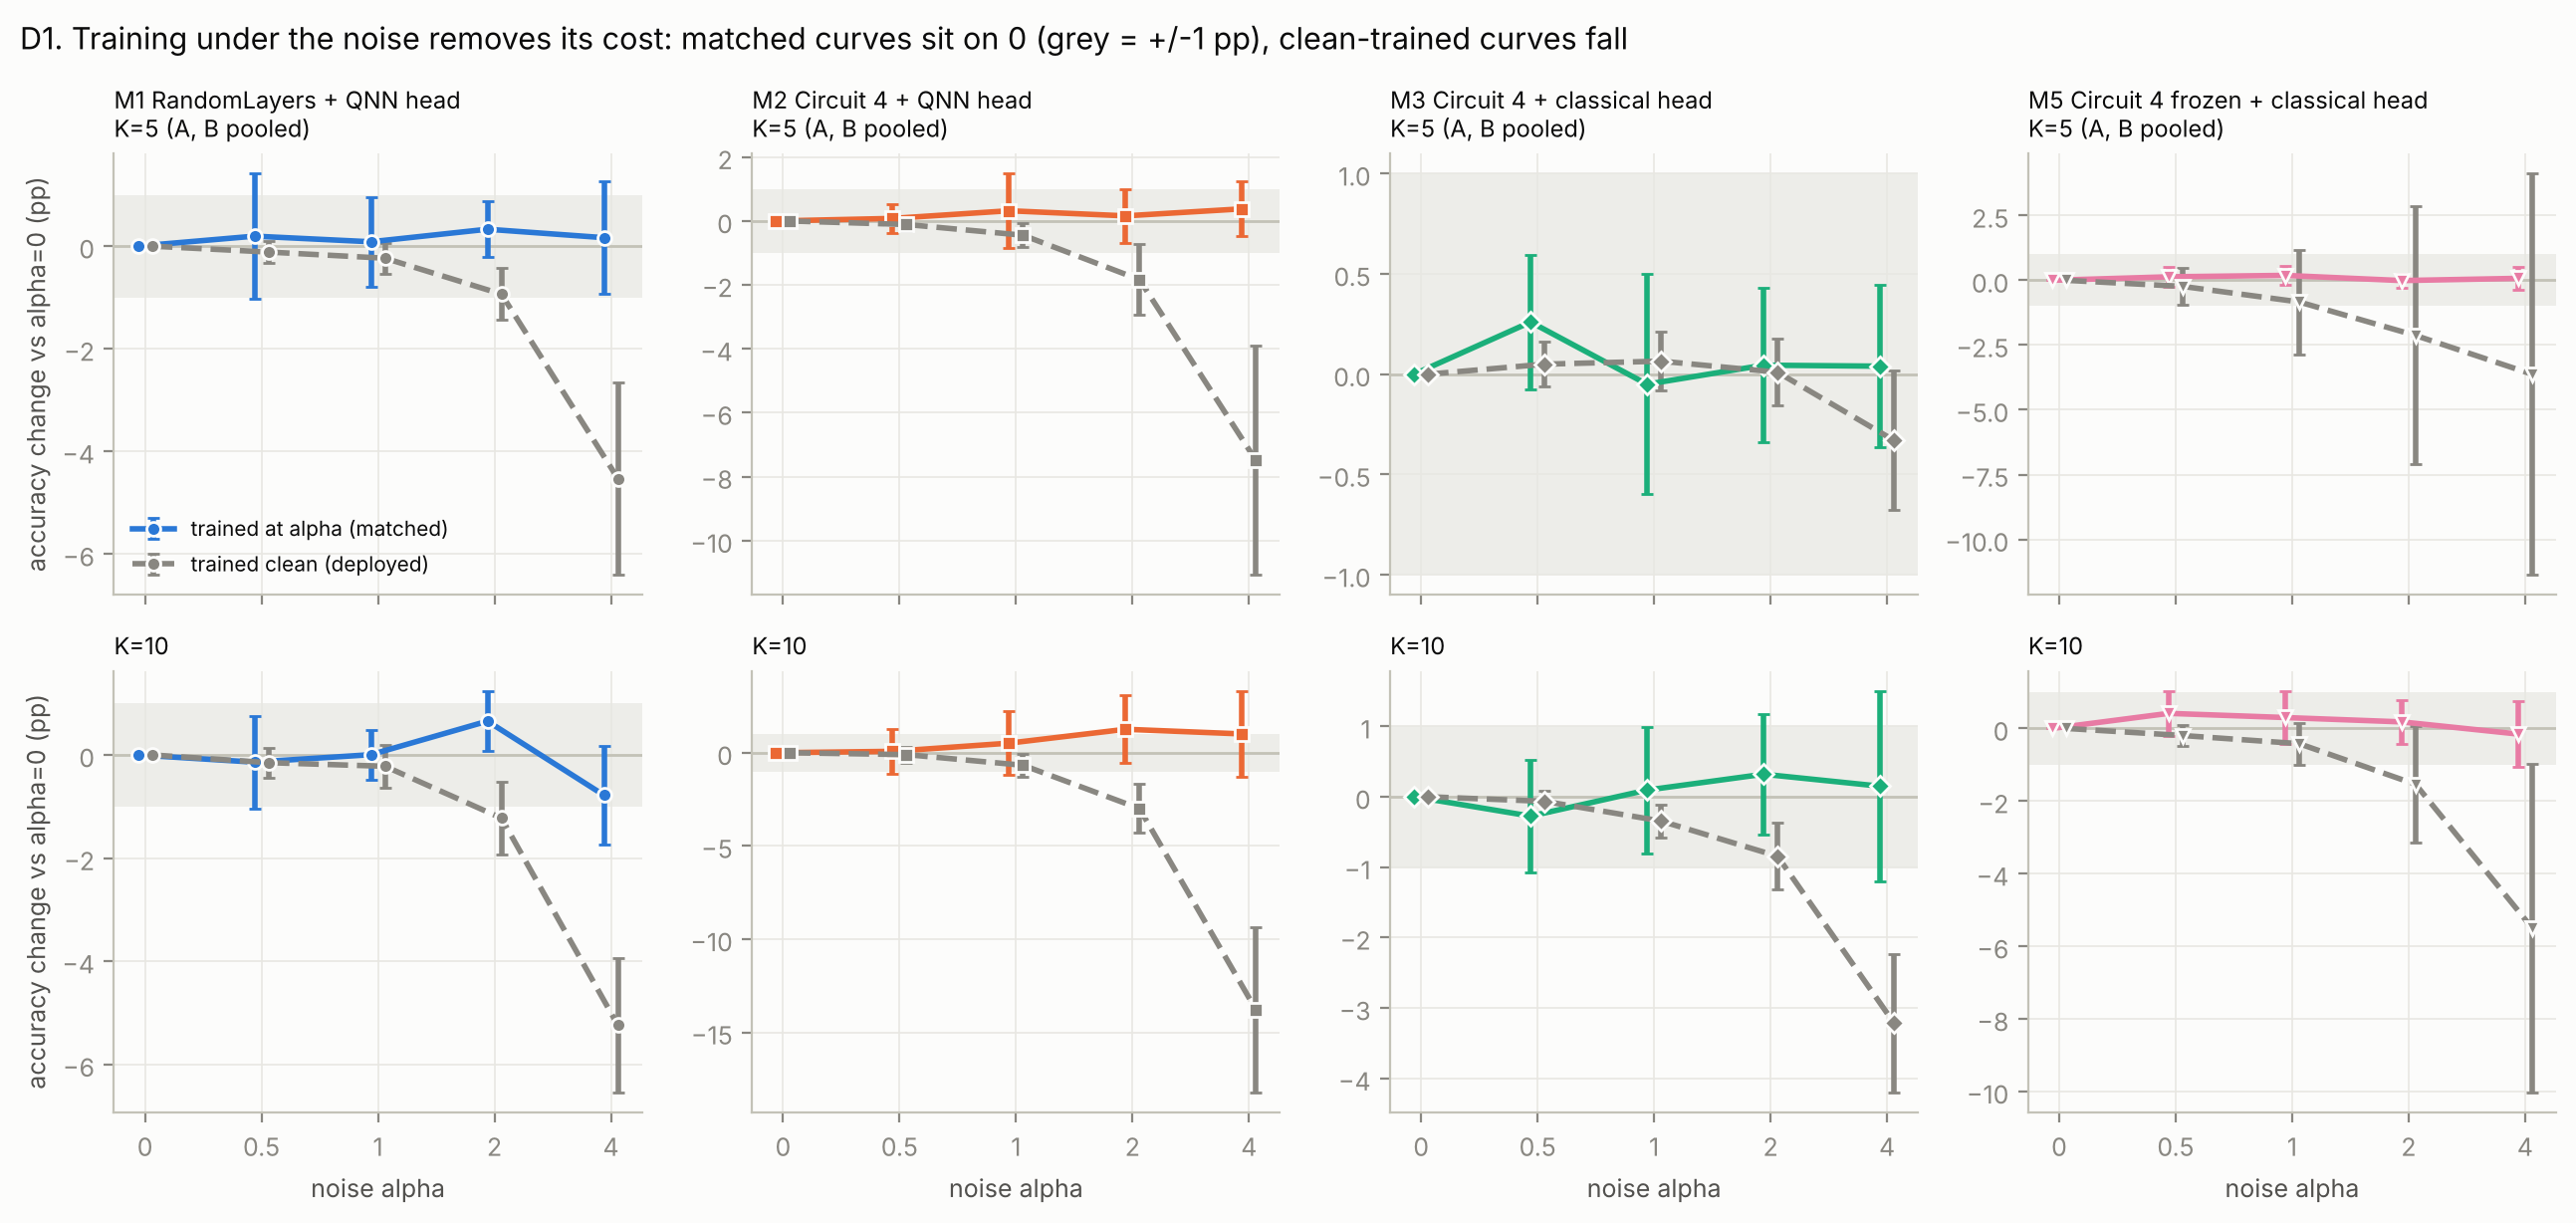 D1. Training under the noise removes its cost: matched curves sit on 0 (grey = +/-1 pp), clean-trained curves fall
M1 RandomLayers + QNN head
K=5 (A, B pooled)
M2 Circuit 4 + QNN head
K=5 (A, B pooled)
M3 Circuit 4 + classical head
K=5 (A, B pooled)
M5 Circuit 4 frozen + classical head
K=5 (A, B pooled)
accuracy change vs alpha=0 (pp)
0
−2
−4
−6
trained at alpha (matched)
trained clean (deployed)
2
0
−2
−4
−6
−8
−10
1.0
0.5
0.0
−0.5
−1.0
2.5
0.0
−2.5
−5.0
−7.5
−10.0
K=10
K=10
K=10
K=10
accuracy change vs alpha=0 (pp)
0
−2
−4
−6
0
−5
−10
−15
1
0
−1
−2
−3
−4
0
−2
−4
−6
−8
−10
0 0.5 1 2 4
0 0.5 1 2 4
0 0.5 1 2 4
0 0.5 1 2 4
noise alpha
noise alpha
noise alpha
noise alpha